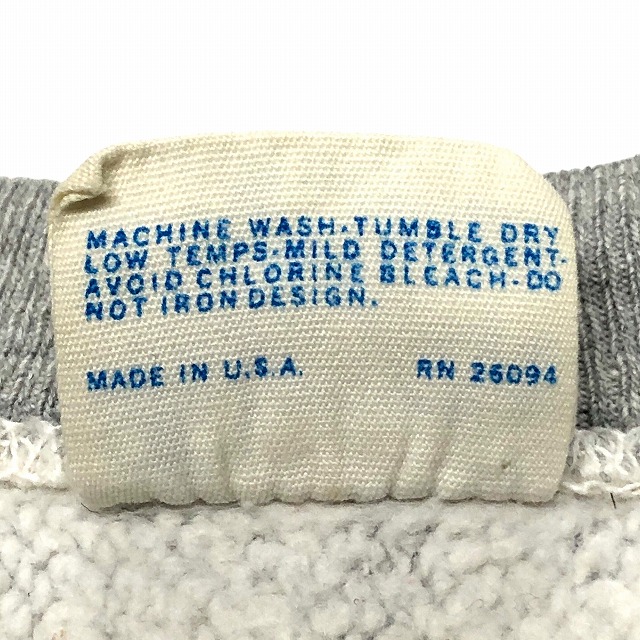 MACHINE WASH-TUMBLE DRY
LOW TEMPS-MILD DETERGENT-
AVOID CHLORINE BLEACH-DO
NOT IRON DESIGN.
MADE IN U.S.A. RN 26094